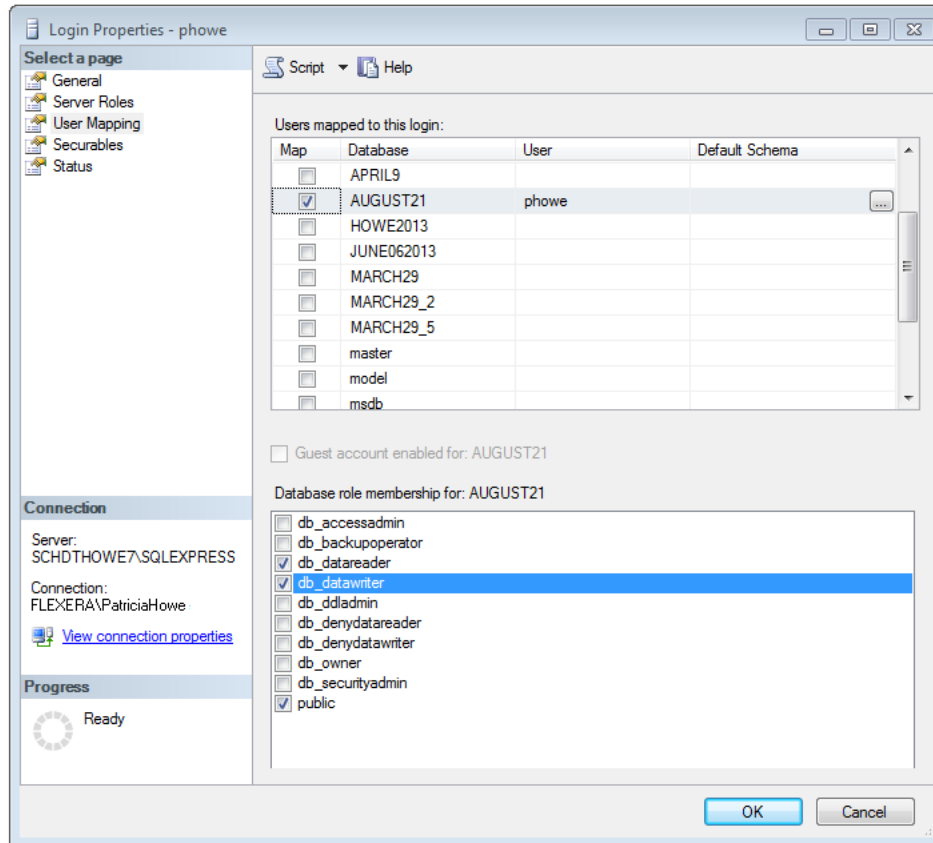 Login Properties - phowe
Select a page
General
Server Roles
User Mapping
Securables
Status
Script Help
Users mapped to this login:
Map Database User Default Schema
APRIL9
AUGUST21 phowe ...
HOWE2013
JUNE062013
MARCH29
MARCH29_2
MARCH29_5
master
model
msdb
Guest account enabled for: AUGUST21
Database role membership for: AUGUST21
db_accessadmin
db_backupoperator
db_datareader
db_datawriter
db_ddladmin
db_denydatareader
db_denydatawriter
db_owner
db_securityadmin
public
Connection
Server:
SCHDTHOWE7\SQLEXPRESS
Connection:
FLEXERA\PatriciaHowe
View connection properties
Progress
Ready
OK Cancel